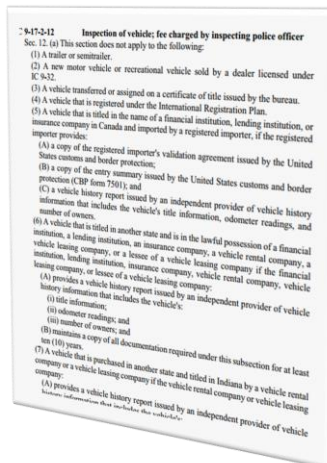 9-17-2-12 Inspection of vehicle; fee charged by inspecting police officer
Sec. 12. (a) This section does not apply to the following:
(1) A trailer or semitrailer.
(2) A new motor vehicle or recreational vehicle sold by a dealer licensed under
IC 9-32.
(3) A vehicle transferred or assigned on a certificate of title issued by the bureau.
(4) A vehicle that is registered under the International Registration Plan.
(5) A vehicle that is titled in the name of a financial institution, lending institution, or
insurance company in Canada and imported by a registered importer, if the registered
importer provides:
(A) a copy of the registered importer's validation agreement issued by the United
States customs and border protection;
(B) a copy of the entry summary issued by the United States customs and border
protection (CBP form 7501); and
(C) a vehicle history report issued by an independent provider of vehicle history
information that includes the vehicle's title information, odometer readings, and
number of owners.
(6) A vehicle that is titled in another state and is in the lawful possession of a financial
institution, a lending institution, an insurance company, a vehicle rental company, a
vehicle leasing company, or a lessee of a vehicle leasing company if the financial
institution, lending institution, insurance company, vehicle rental company, vehicle
leasing company, or lessee of a vehicle leasing company:
(A) provides a vehicle history report issued by an independent provider of vehicle
history information that includes the vehicle's:
(i) title information;
(ii) odometer readings; and
(iii) number of owners; and
(B) maintains a copy of all documentation required under this subsection for at least
ten (10) years.
(7) A vehicle that is purchased in another state and titled in Indiana by a vehicle rental
company or a vehicle leasing company if the vehicle rental company or vehicle leasing
company:
(A) provides a vehicle history report issued by an independent provider of vehicle
history information that includes the vehicle's: